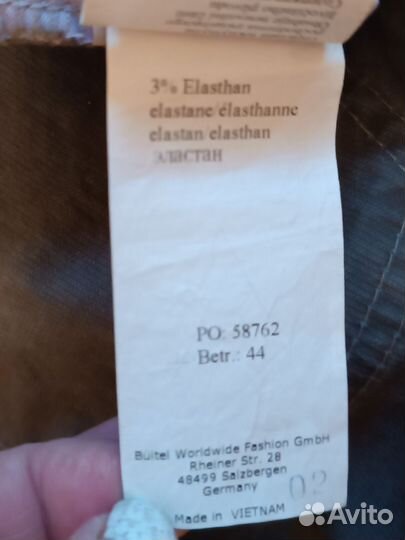 3% Elasthan
elastane/élasthanne
elastan/elasthan
эластан
PO: 58762
Betr.: 44
Bültel Worldwide Fashion GmbH
Rheiner Str. 28
48499 Salzbergen
Germany
02
Made in VIETNAM
Avito